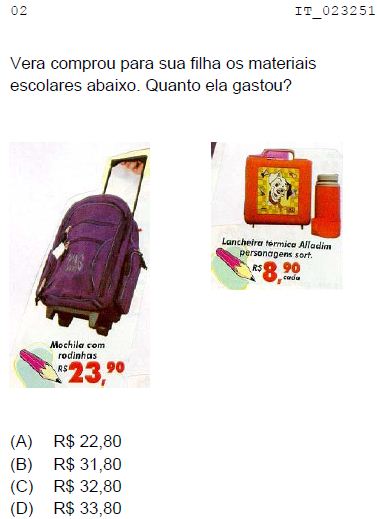 02 IT_023251
Vera comprou para sua filha os materiais
escolares abaixo. Quanto ela gastou?
Lancheira térmica Alladin
personagens sort.
R$ 8,90
cada
Mochila com
rodinhas
R$ 23,90
(A) R$ 22,80
(B) R$ 31,80
(C) R$ 32,80
(D) R$ 33,80